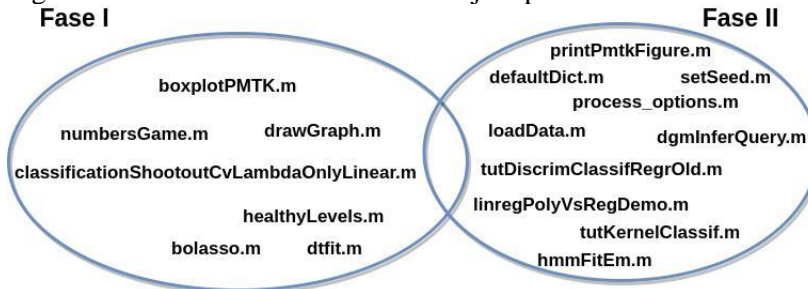 Fase I
Fase II
boxplotPMTK.m
numbersGame.m
drawGraph.m
classificationShootoutCvLambdaOnlyLinear.m
healthyLevels.m
bolasso.m
dtfit.m
printPmtkFigure.m
defaultDict.m
setSeed.m
process_options.m
loadData.m
dgmInferQuery.m
tutDiscrimClassifRegrOld.m
linregPolyVsRegDemo.m
tutKernelClassif.m
hmmFitEm.m